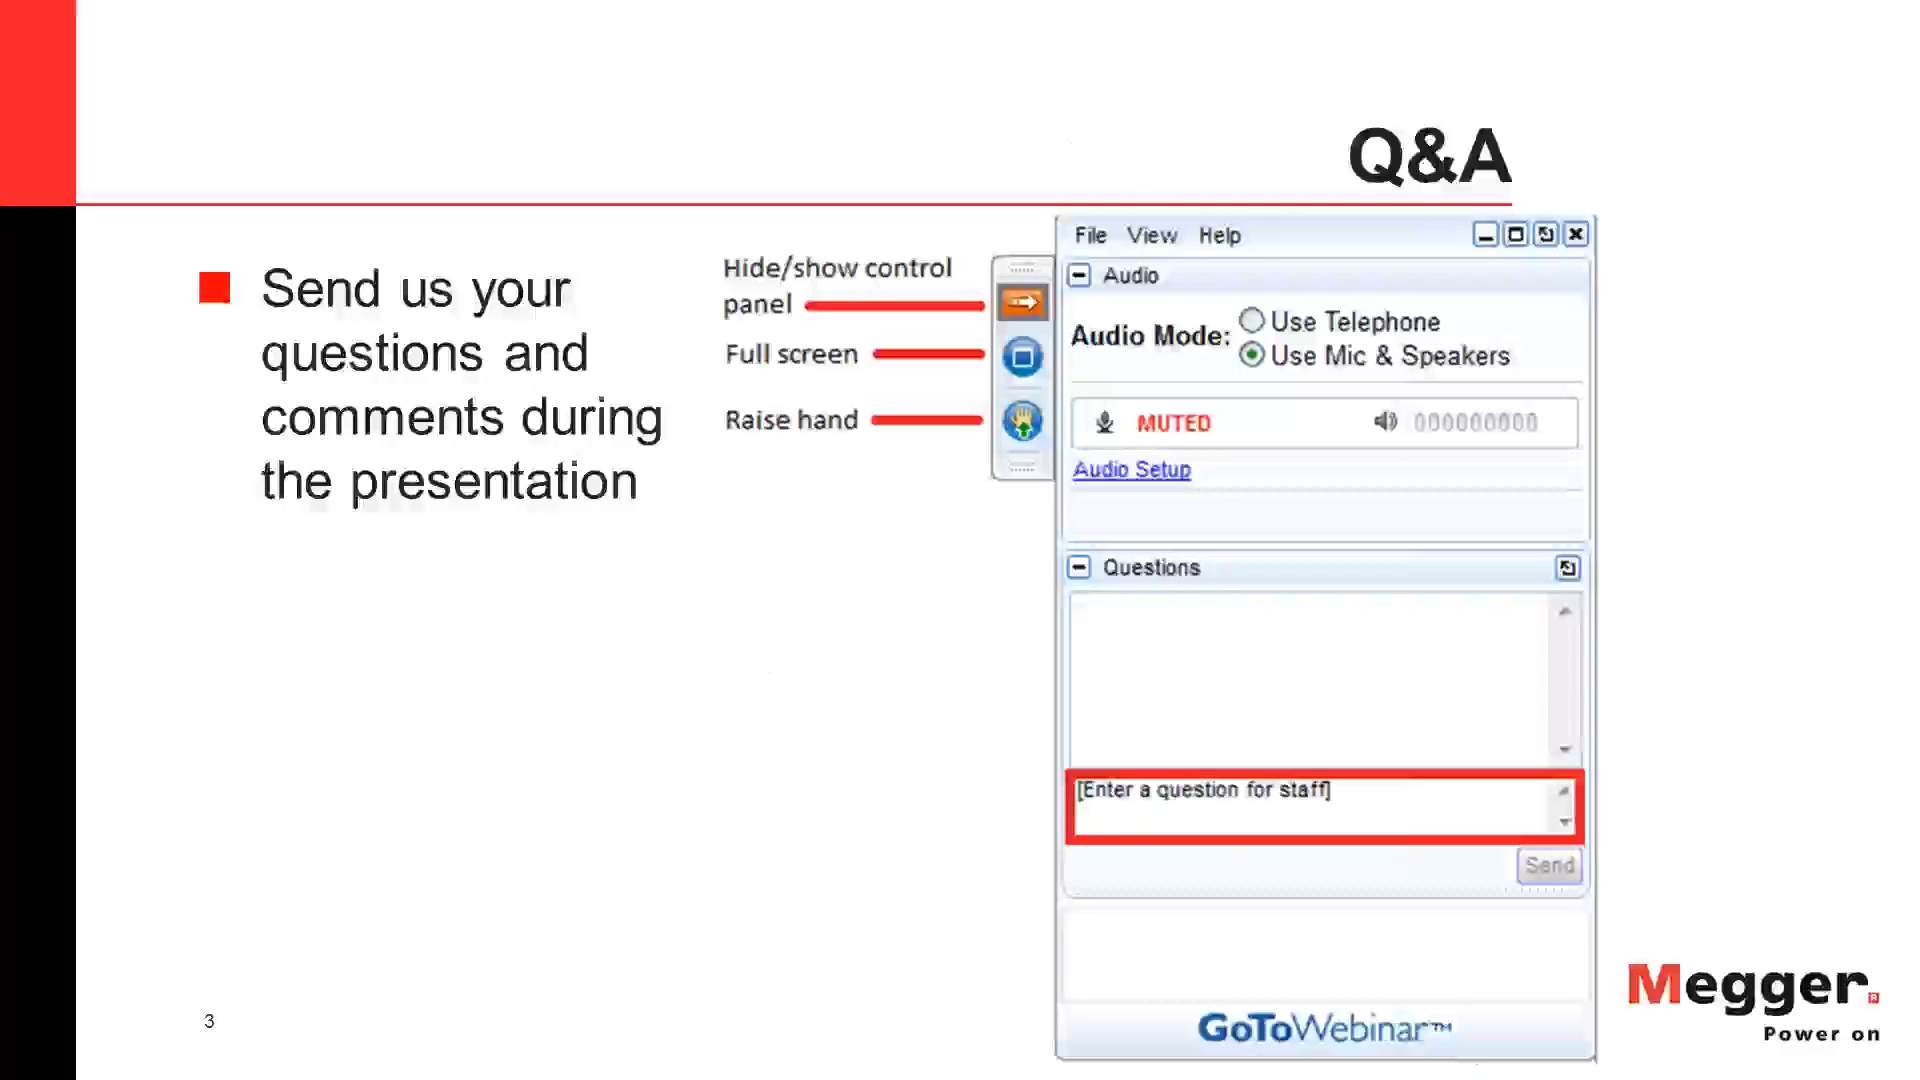 Q&A
Send us your
questions and
comments during
the presentation
Hide/show control
panel
Full screen
Raise hand
File View Help
Audio
Audio Mode:
Use Telephone
Use Mic & Speakers
MUTED
000000000
Audio Setup
Questions
[Enter a question for staff]
Send
GoToWebinar™
3
Megger®
Power on